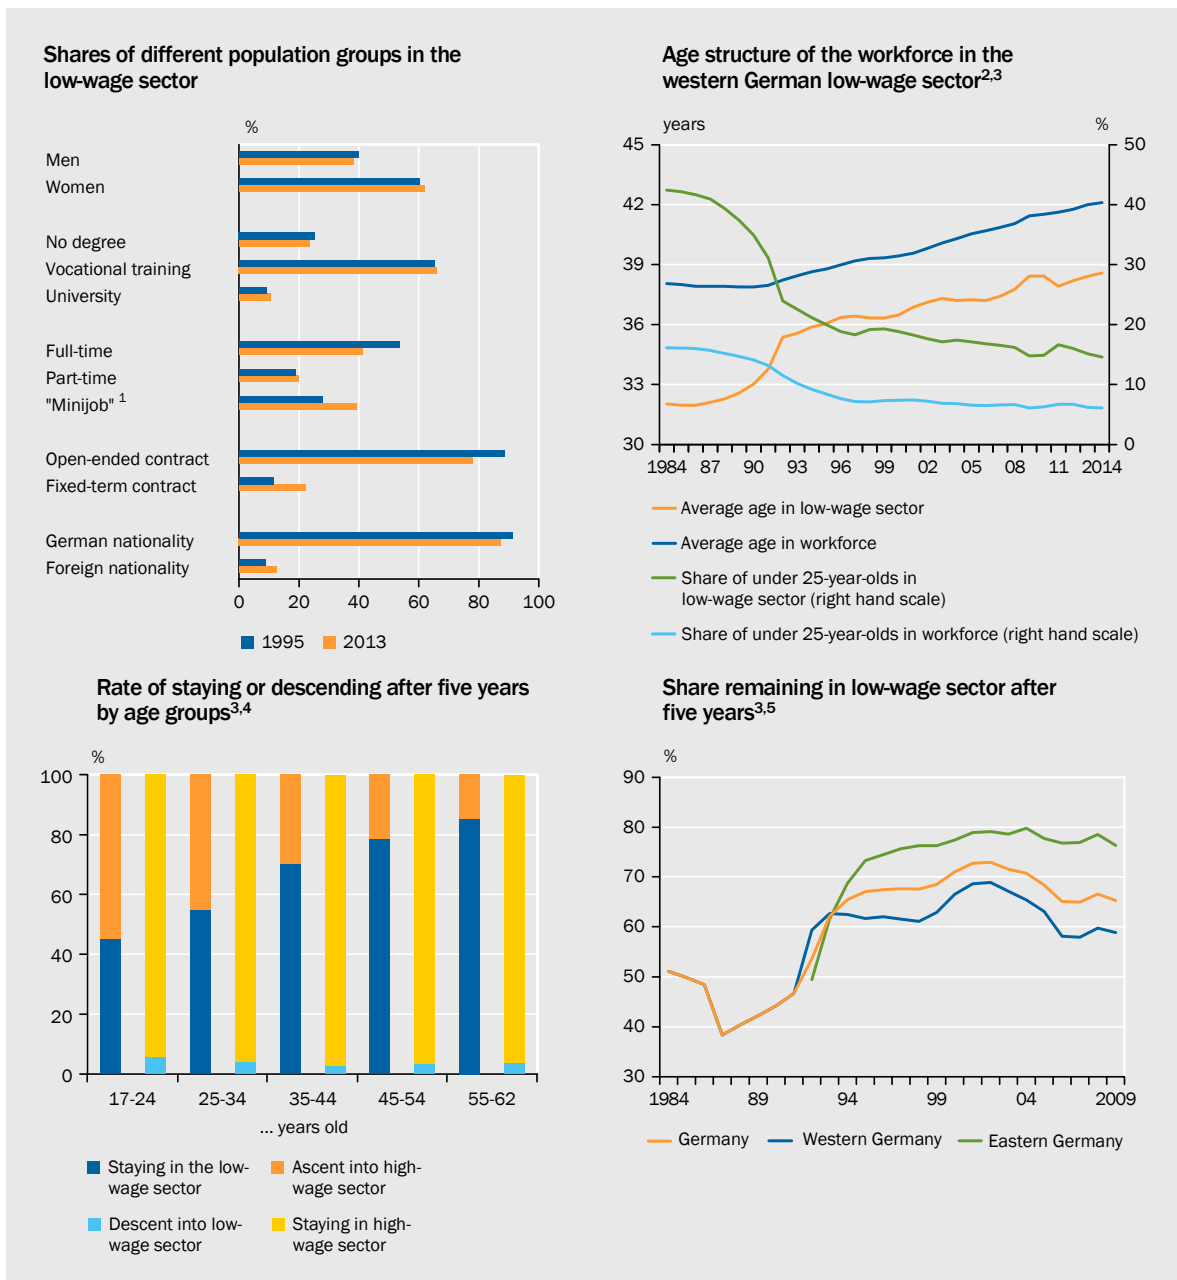 Shares of different population groups in the
low-wage sector
%
Men
Women
No degree
Vocational training
University
Full-time
Part-time
"Minijob" 1
Open-ended contract
Fixed-term contract
German nationality
Foreign nationality
0 20 40 60 80 100
1995 2013
Age structure of the workforce in the
western German low-wage sector2,3
years %
45 50
42 40
39 30
36 20
33 10
30 0
1984 87 90 93 96 99 02 05 08 11 2014
Average age in low-wage sector
Average age in workforce
Share of under 25-year-olds in
low-wage sector (right hand scale)
Share of under 25-year-olds in workforce (right hand scale)
Rate of staying or descending after five years
by age groups3,4
%
100
80
60
40
20
0
17-24 25-34 35-44 45-54 55-62
... years old
Staying in the low-
wage sector
Ascent into high-
wage sector
Descent into low-
wage sector
Staying in high-
wage sector
Share remaining in low-wage sector after
five years3,5
%
90
80
70
60
50
40
30
1984 89 94 99 04 2009
Germany Western Germany Eastern Germany